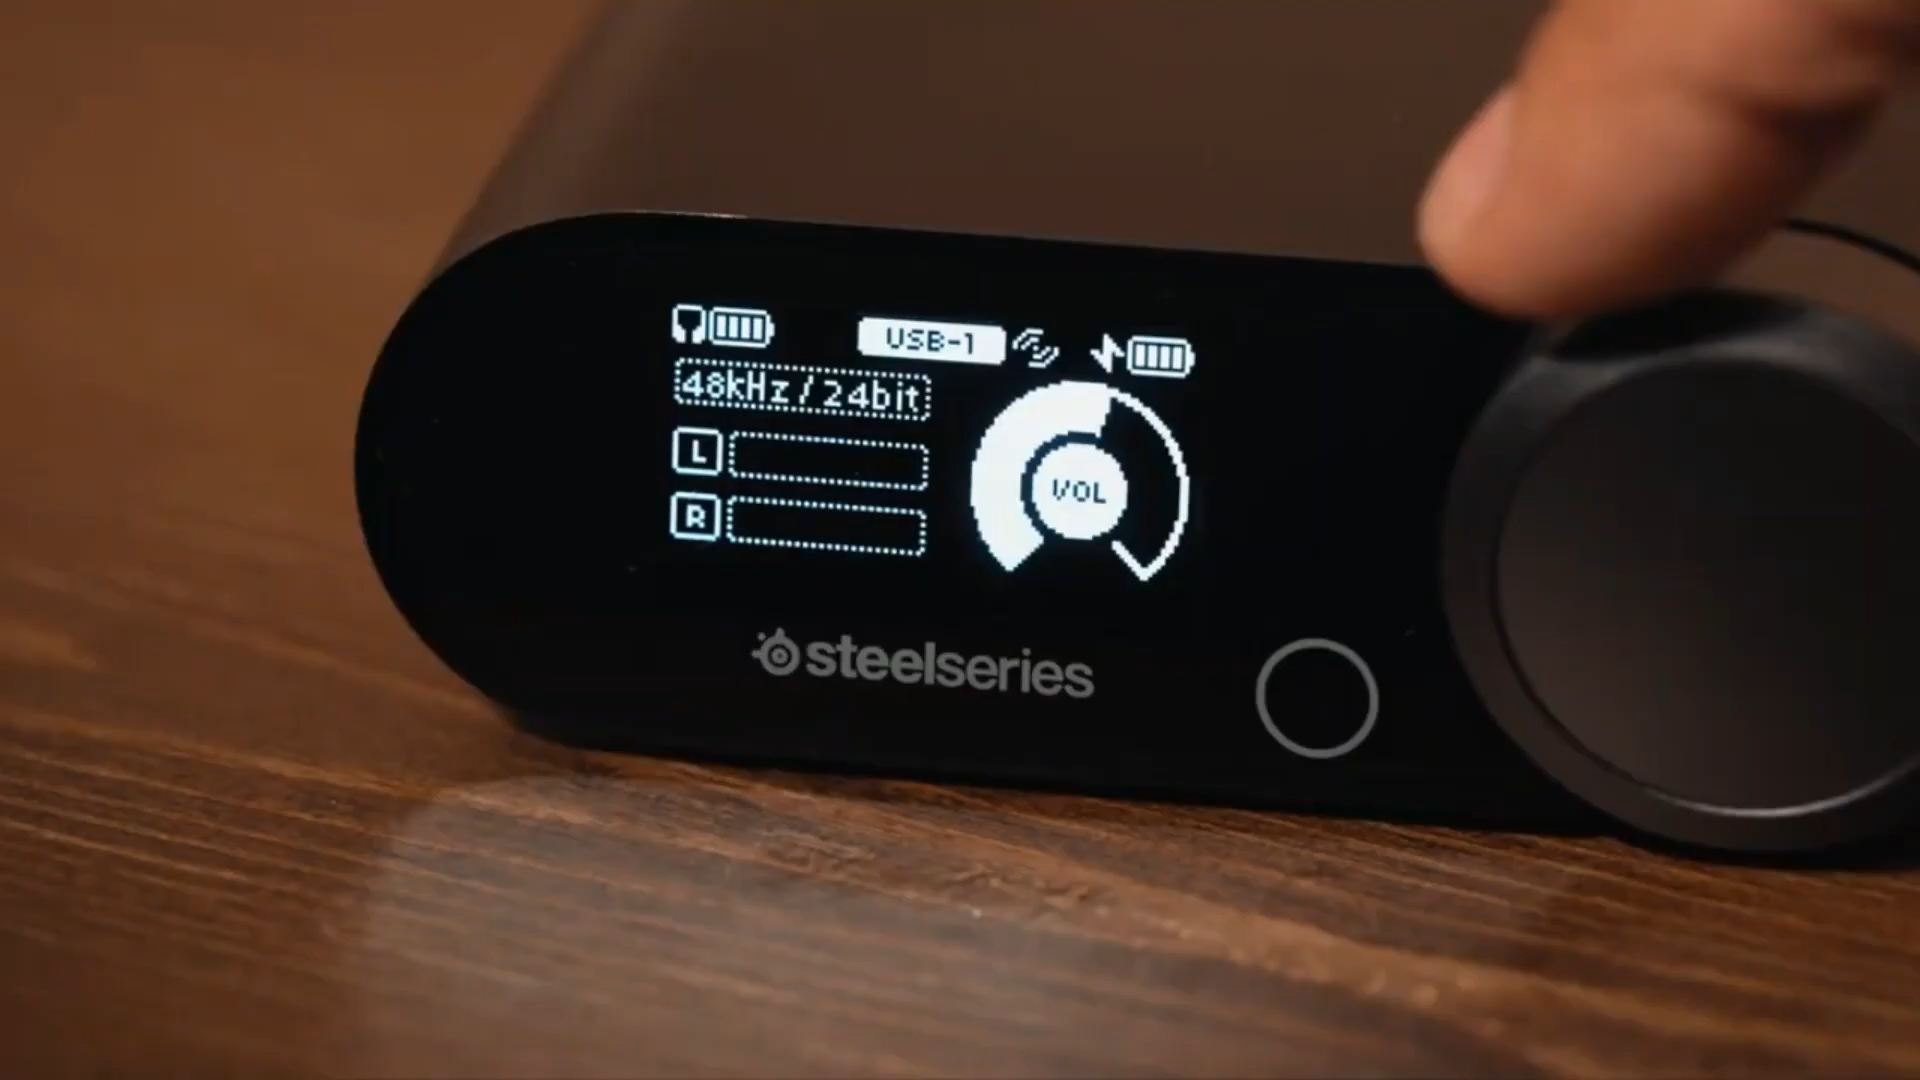 USB-1
48kHz/24bit
L
R
VOL
steelseries